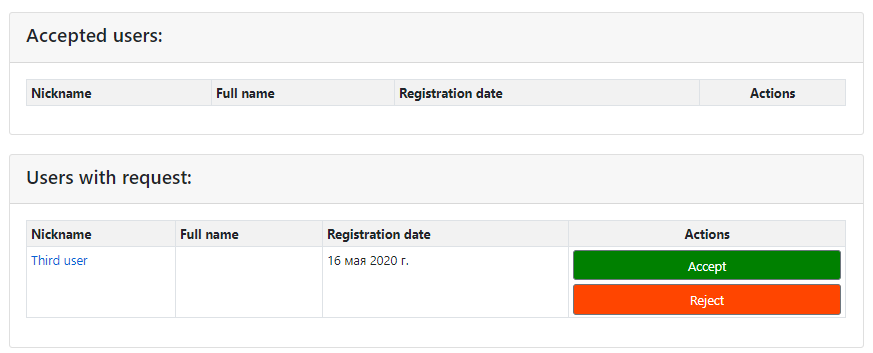 Accepted users:
Nickname Full name Registration date Actions
Users with request:
Nickname Full name Registration date Actions
Third user 16 мая 2020 г. Accept
Reject